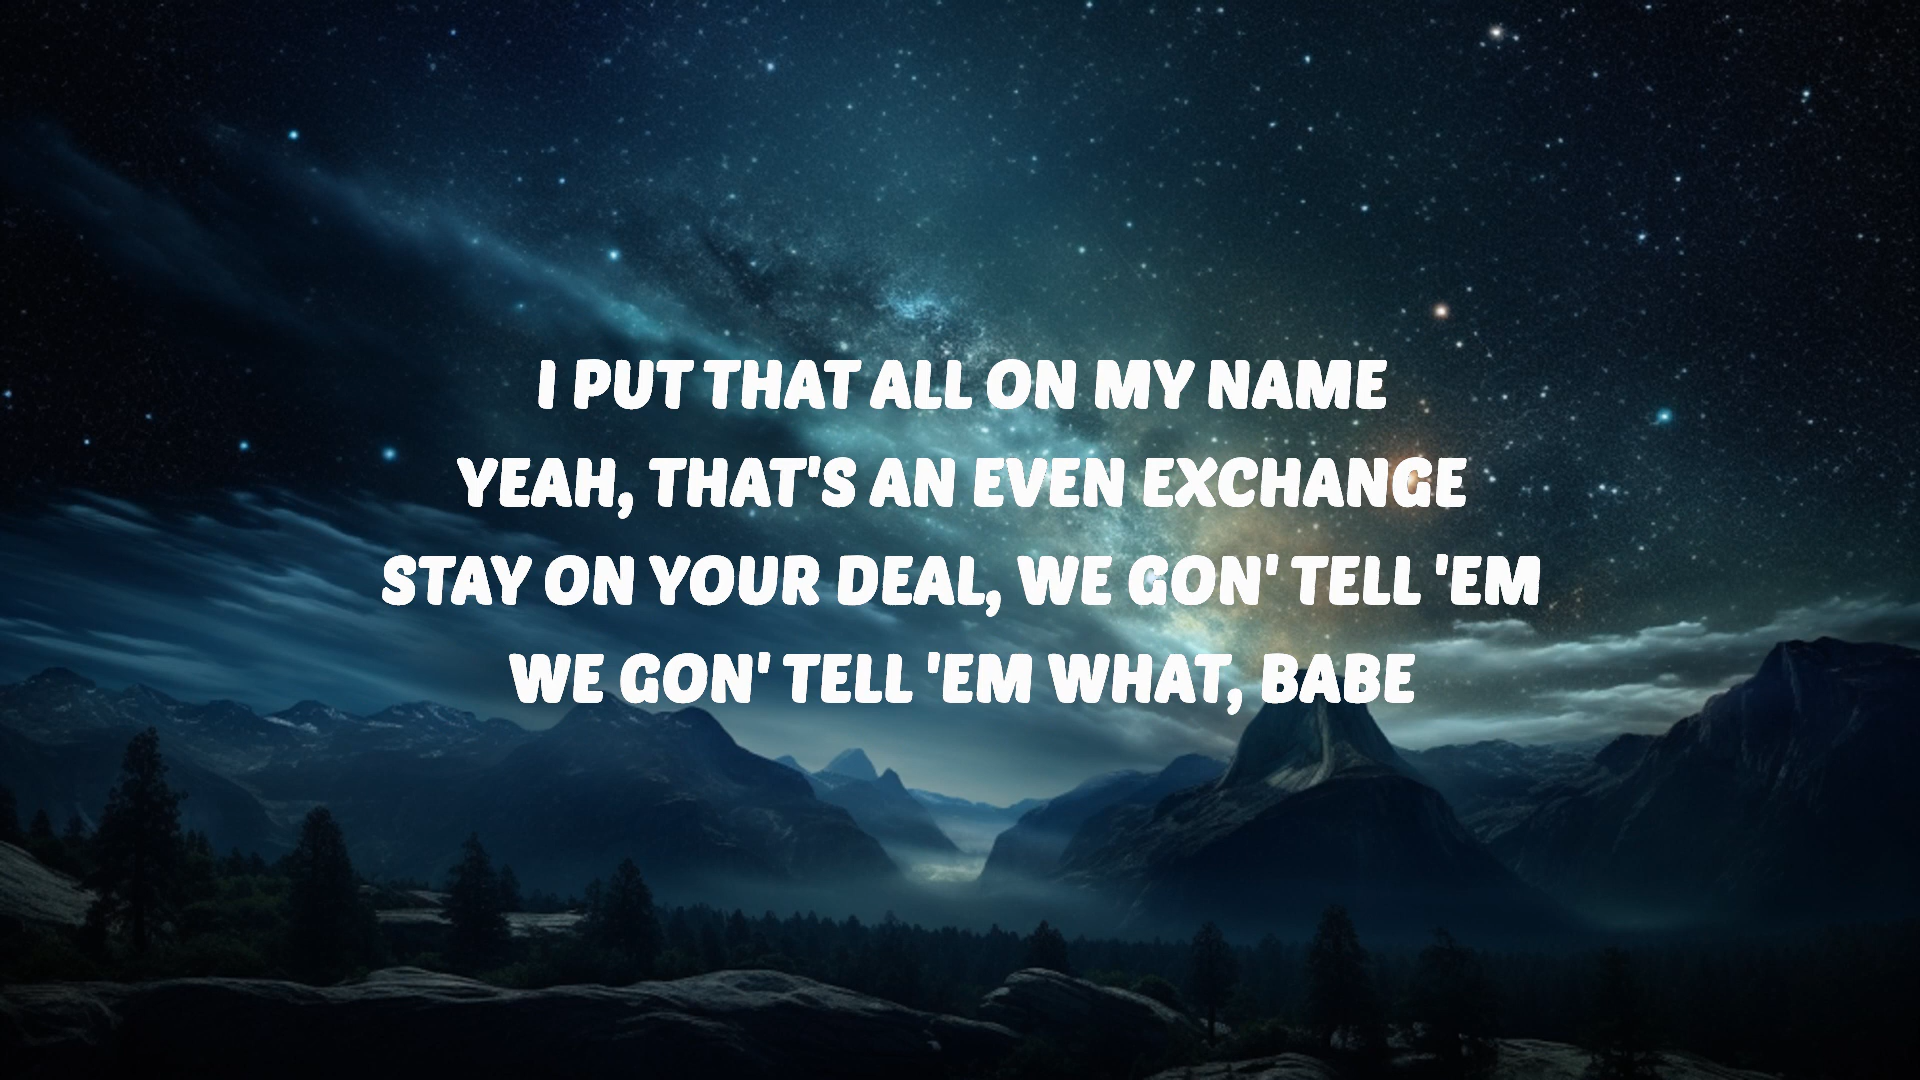 I PUT THAT ALL ON MY NAME
YEAH, THAT'S AN EVEN EXCHANGE
STAY ON YOUR DEAL, WE GON' TELL 'EM
WE GON' TELL 'EM WHAT, BABE